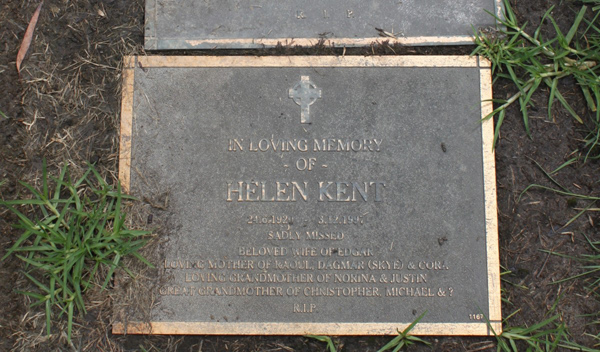 R.I.P.
IN LOVING MEMORY
- OF -
HELEN KENT
SADLY MISSED
BELOVED WIFE OF EDGAR
LOVING MOTHER OF RAOUL, DAGMAR (SKYE) & CORA
LOVING GRANDMOTHER OF NORINA & JUSTIN
GREAT GRANDMOTHER OF CHRISTOPHER, MICHAEL & ?
R.I.P.
1167